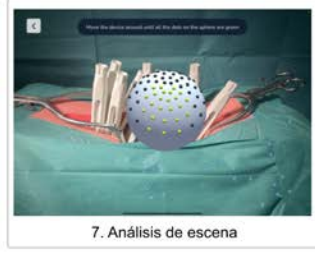 Move the device around until all the dots on the sphere are green
7. Análisis de escena